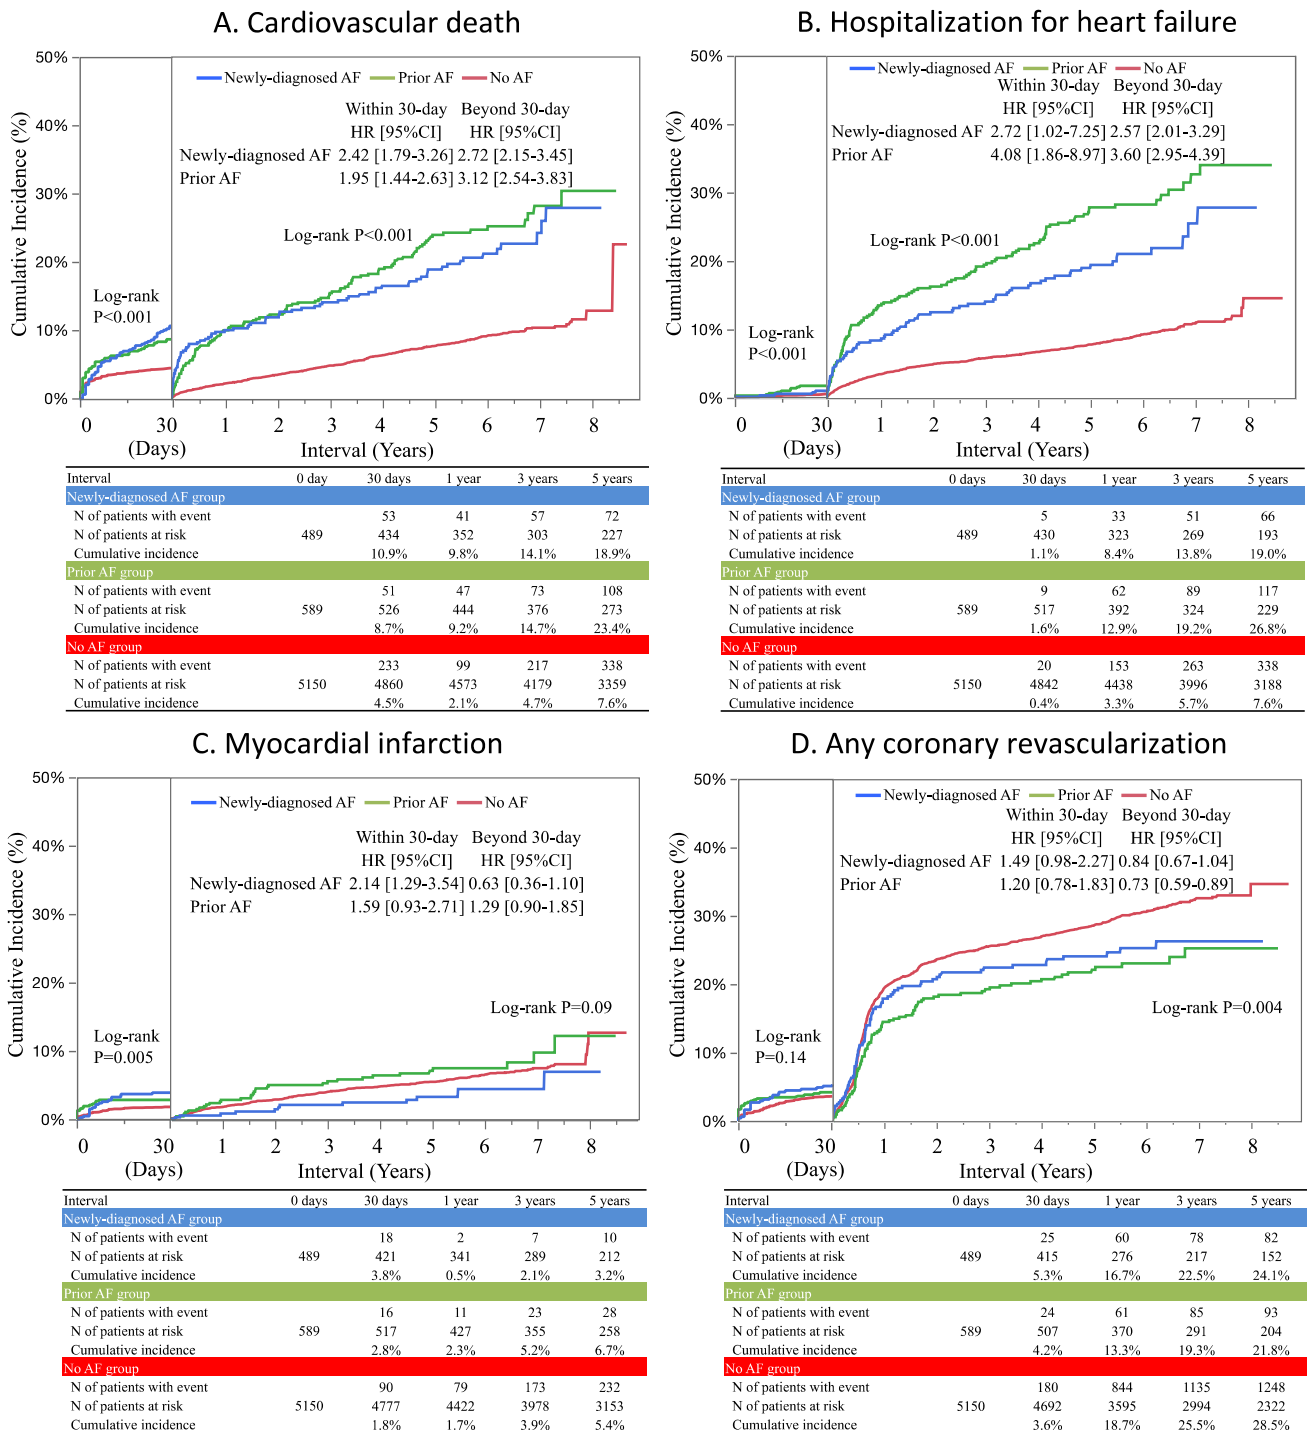 A. Cardiovascular death
50%
40%
30%
20%
10%
0%
Cumulative Incidence (%)
Newly-diagnosed AF Prior AF No AF
Within 30-day Beyond 30-day
HR [95%CI] HR [95%CI]
Newly-diagnosed AF 2.42 [1.79-3.26] 2.72 [2.15-3.45]
Prior AF 1.95 [1.44-2.63] 3.12 [2.54-3.83]
Log-rank P<0.001
Log-rank
P<0.001
0 30 1 2 3 4 5 6 7 8
(Days) Interval (Years)
Interval 0 day 30 days 1 year 3 years 5 years
Newly-diagnosed AF group
N of patients with event 53 41 57 72
N of patients at risk 489 434 352 303 227
Cumulative incidence 10.9% 9.8% 14.1% 18.9%
Prior AF group
N of patients with event 51 47 73 108
N of patients at risk 589 526 444 376 273
Cumulative incidence 8.7% 9.2% 14.7% 23.4%
No AF group
N of patients with event 233 99 217 338
N of patients at risk 5150 4860 4573 4179 3359
Cumulative incidence 4.5% 2.1% 4.7% 7.6%
B. Hospitalization for heart failure
50%
40%
30%
20%
10%
0%
Cumulative Incidence (%)
Newly-diagnosed AF Prior AF No AF
Within 30-day Beyond 30-day
HR [95%CI] HR [95%CI]
Newly-diagnosed AF 2.72 [1.02-7.25] 2.57 [2.01-3.29]
Prior AF 4.08 [1.86-8.97] 3.60 [2.95-4.39]
Log-rank P<0.001
Log-rank
P<0.001
0 30 1 2 3 4 5 6 7 8
(Days) Interval (Years)
Interval 0 day 30 days 1 year 3 years 5 years
Newly-diagnosed AF group
N of patients with event 5 33 51 66
N of patients at risk 489 430 323 269 193
Cumulative incidence 1.1% 8.4% 13.8% 19.0%
Prior AF group
N of patients with event 9 62 89 117
N of patients at risk 589 517 392 324 229
Cumulative incidence 1.6% 12.9% 19.2% 26.8%
No AF group
N of patients with event 20 153 263 338
N of patients at risk 5150 4842 4438 3996 3188
Cumulative incidence 0.4% 3.3% 5.7% 7.6%
C. Myocardial infarction
50%
40%
30%
20%
10%
0%
Cumulative Incidence (%)
Newly-diagnosed AF Prior AF No AF
Within 30-day Beyond 30-day
HR [95%CI] HR [95%CI]
Newly-diagnosed AF 2.14 [1.29-3.54] 0.63 [0.36-1.10]
Prior AF 1.59 [0.93-2.71] 1.29 [0.90-1.85]
Log-rank P=0.09
Log-rank
P=0.005
0 30 1 2 3 4 5 6 7 8
(Days) Interval (Years)
Interval 0 days 30 days 1 year 3 years 5 years
Newly-diagnosed AF group
N of patients with event 18 2 7 10
N of patients at risk 489 421 341 289 212
Cumulative incidence 3.8% 0.5% 2.1% 3.2%
Prior AF group
N of patients with event 16 11 23 28
N of patients at risk 589 517 427 355 258
Cumulative incidence 2.8% 2.3% 5.2% 6.7%
No AF group
N of patients with event 90 79 173 232
N of patients at risk 5150 4777 4422 3978 3153
Cumulative incidence 1.8% 1.7% 3.9% 5.4%
D. Any coronary revascularization
50%
40%
30%
20%
10%
0%
Cumulative Incidence (%)
Newly-diagnosed AF Prior AF No AF
Within 30-day Beyond 30-day
HR [95%CI] HR [95%CI]
Newly-diagnosed AF 1.49 [0.98-2.27] 0.84 [0.67-1.04]
Prior AF 1.20 [0.78-1.83] 0.73 [0.59-0.89]
Log-rank P=0.004
Log-rank
P=0.14
0 30 1 2 3 4 5 6 7 8
(Days) Interval (Years)
Interval 0 days 30 days 1 year 3 years 5 years
Newly-diagnosed AF group
N of patients with event 25 60 78 82
N of patients at risk 489 415 276 217 152
Cumulative incidence 5.3% 16.7% 22.5% 24.1%
Prior AF group
N of patients with event 24 61 85 93
N of patients at risk 589 507 370 291 204
Cumulative incidence 4.2% 13.3% 19.3% 21.8%
No AF group
N of patients with event 180 844 1135 1248
N of patients at risk 5150 4692 3595 2994 2322
Cumulative incidence 3.6% 18.7% 25.5% 28.5%